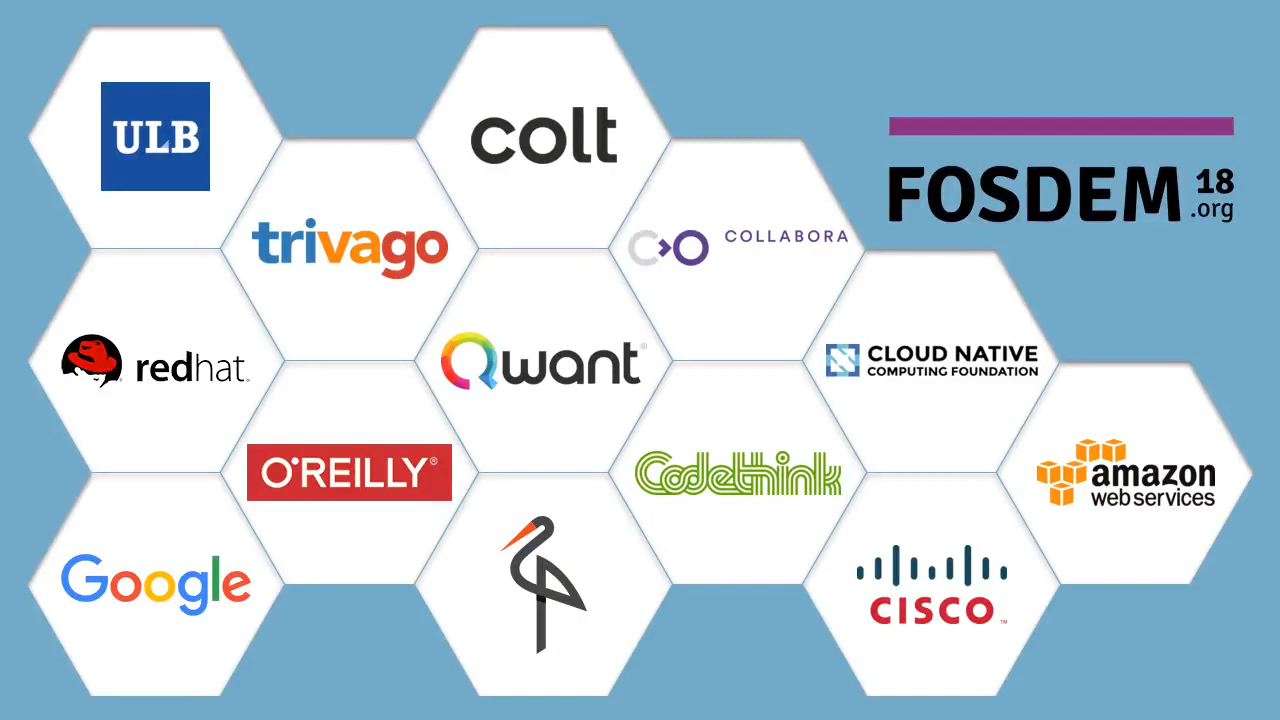 ULB
colt
FOSDEM 18
.org
trivago
COLLABORA
redhat.
Qwant®
CLOUD NATIVE
COMPUTING FOUNDATION
O'REILLY®
Codethink
amazon
web services
Google
CISCO™